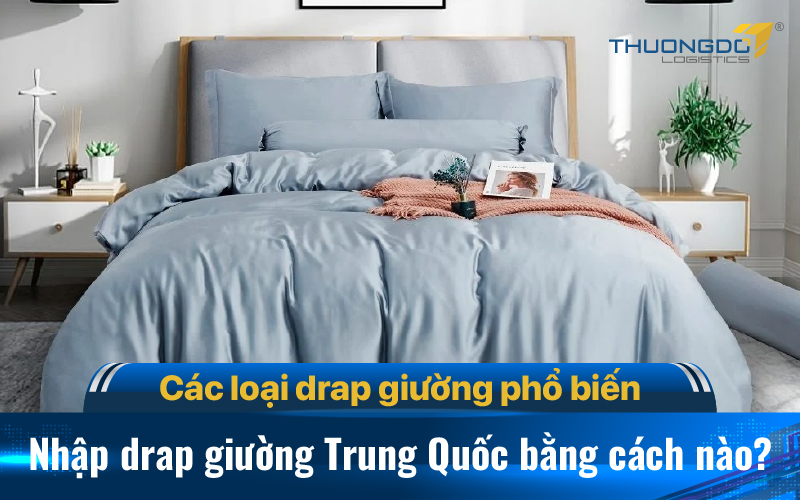 THUONGDO
LOGISTICS
Các loại drap giường phổ biến
Nhập drap giường Trung Quốc bằng cách nào?